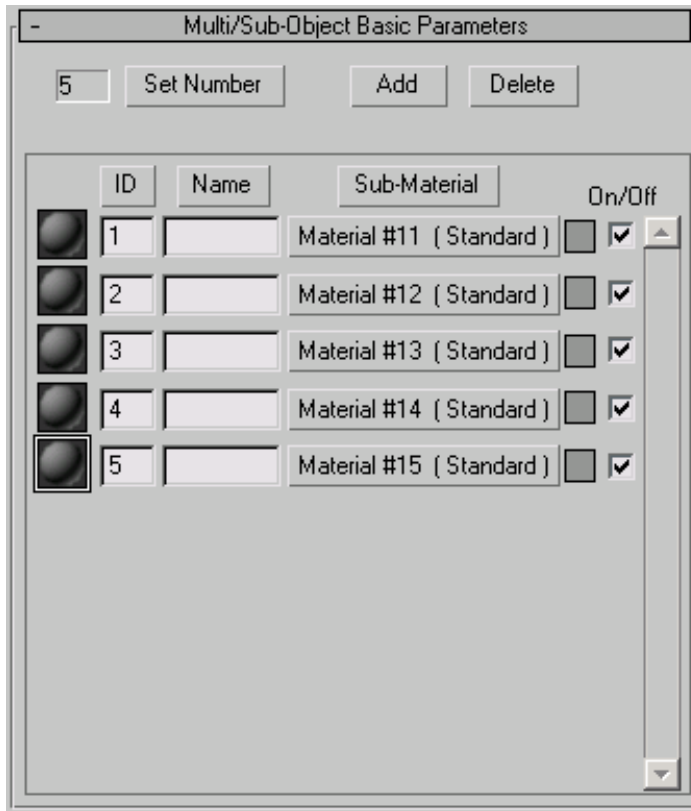 - Multi/Sub-Object Basic Parameters
5 Set Number Add Delete
ID Name Sub-Material On/Off
1 Material #11 ( Standard )
2 Material #12 ( Standard )
3 Material #13 ( Standard )
4 Material #14 ( Standard )
5 Material #15 ( Standard )